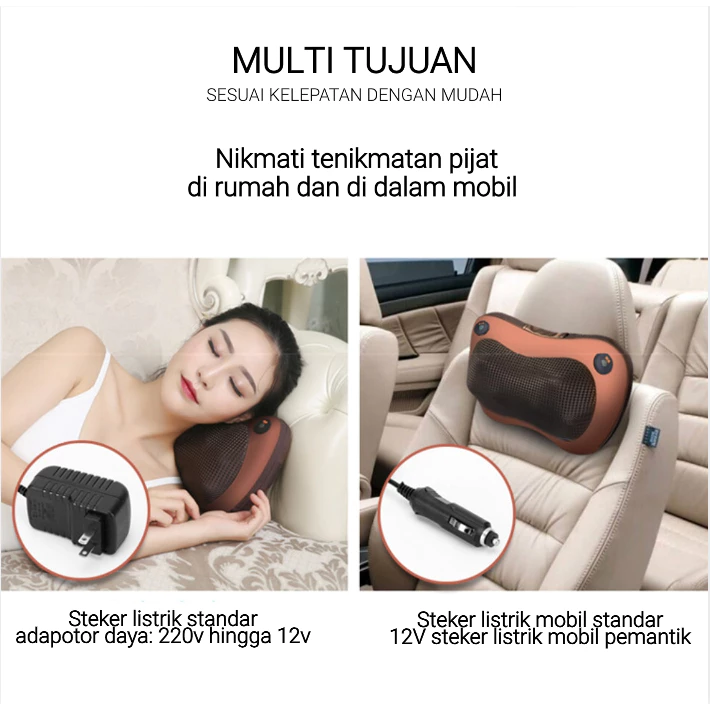 MULTI TUJUAN
SESUAI KELEPATAN DENGAN MUDAH
Nikmati tenikmatan pijat
di rumah dan di dalam mobil
Steker listrik standar
adapotor daya: 220v hingga 12v
Steker listrik mobil standar
12V steker listrik mobil pemantik